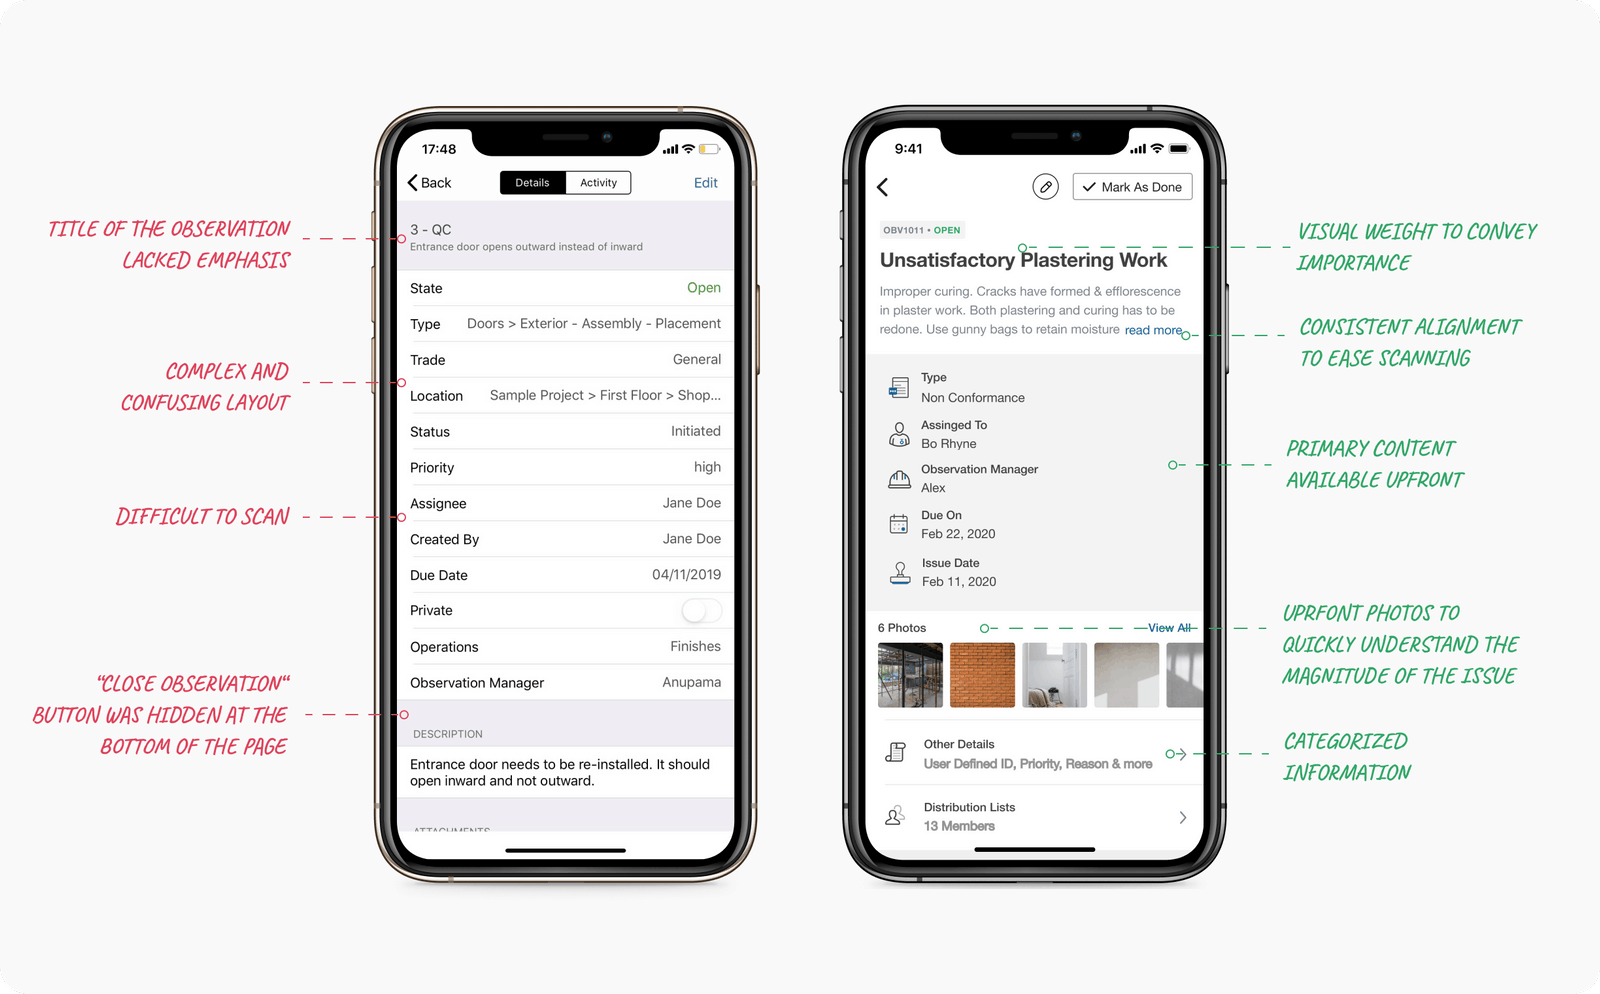 TITLE OF THE OBSERVATION
LACKED EMPHASIS
COMPLEX AND
CONFUSING LAYOUT
DIFFICULT TO SCAN
"CLOSE OBSERVATION"
BUTTON WAS HIDDEN AT THE
BOTTOM OF THE PAGE
17:48
Back
Details
Activity
Edit
3 - QC
Entrance door opens outward instead of inward
State Open
Type Doors > Exterior - Assembly - Placement
Trade General
Location Sample Project > First Floor > Shop...
Status Initiated
Priority high
Assignee Jane Doe
Created By Jane Doe
Due Date 04/11/2019
Private
Operations Finishes
Observation Manager Anupama
DESCRIPTION
Entrance door needs to be re-installed. It should
open inward and not outward.
ATTACHMENTS
9:41
Mark As Done
OBV1011 • OPEN
Unsatisfactory Plastering Work
Improper curing. Cracks have formed & efflorescence
in plaster work. Both plastering and curing has to be
redone. Use gunny bags to retain moisture read more
Type
Non Conformance
Assinged To
Bo Rhyne
Observation Manager
Alex
Due On
Feb 22, 2020
Issue Date
Feb 11, 2020
6 Photos View All
Other Details
User Defined ID, Priority, Reason & more
Distribution Lists
13 Members
VISUAL WEIGHT TO CONVEY
IMPORTANCE
CONSISTENT ALIGNMENT
TO EASE SCANNING
PRIMARY CONTENT
AVAILABLE UPFRONT
UPRFONT PHOTOS TO
QUICKLY UNDERSTAND THE
MAGNITUDE OF THE ISSUE
CATEGORIZED
INFORMATION